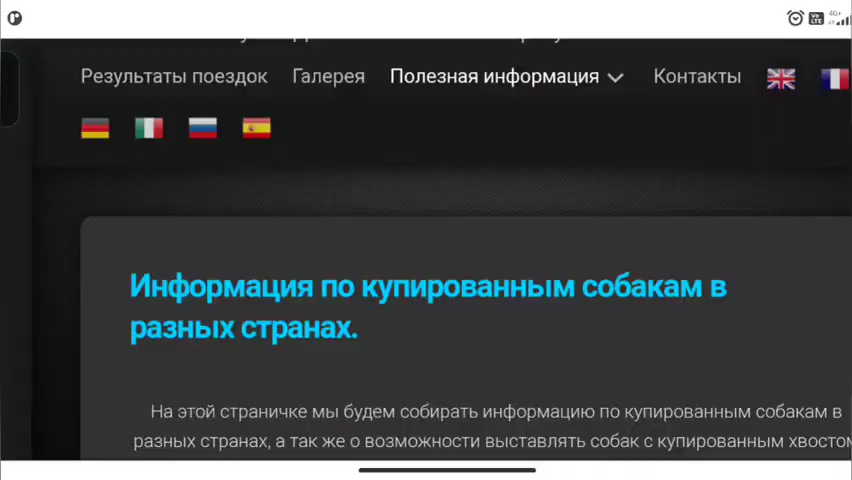 Результаты поездок Галерея Полезная информация Контакты
Информация по купированным собакам в
разных странах.
На этой страничке мы будем собирать информацию по купированным собакам в
разных странах, а так же о возможности выставлять собак с купированным хвостом